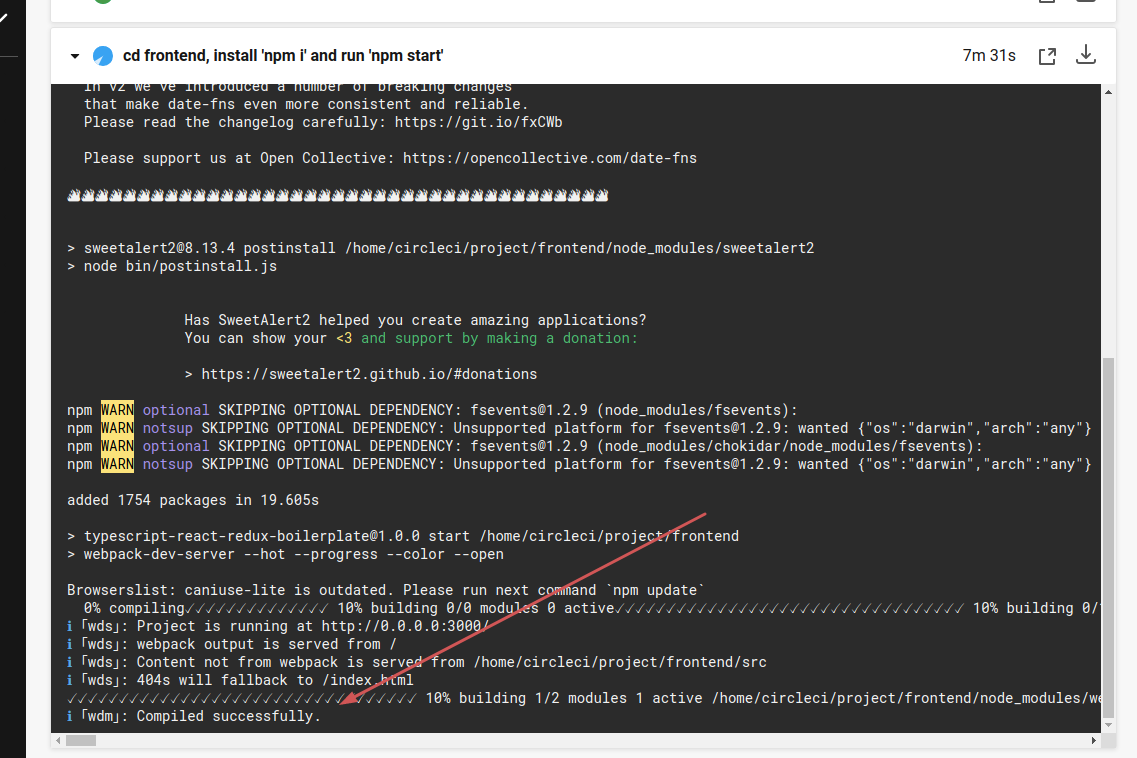 cd frontend, install 'npm i' and run 'npm start'
7m 31s
In v2 we've introduced a number of breaking changes
that make date-fns even more consistent and reliable.
Please read the changelog carefully: https://git.io/fxCWb
Please support us at Open Collective: https://opencollective.com/date-fns
> sweetalert2@8.13.4 postinstall /home/circleci/project/frontend/node_modules/sweetalert2
> node bin/postinstall.js
Has SweetAlert2 helped you create amazing applications?
You can show your <3 and support by making a donation:
> https://sweetalert2.github.io/#donations
npm WARN optional SKIPPING OPTIONAL DEPENDENCY: fsevents@1.2.9 (node_modules/fsevents):
npm WARN notsup SKIPPING OPTIONAL DEPENDENCY: Unsupported platform for fsevents@1.2.9: wanted {"os":"darwin","arch":"any"}
npm WARN optional SKIPPING OPTIONAL DEPENDENCY: fsevents@1.2.9 (node_modules/chokidar/node_modules/fsevents):
npm WARN notsup SKIPPING OPTIONAL DEPENDENCY: Unsupported platform for fsevents@1.2.9: wanted {"os":"darwin","arch":"any"}
added 1754 packages in 19.605s
> typescript-react-redux-boilerplate@1.0.0 start /home/circleci/project/frontend
> webpack-dev-server --hot --progress --color --open
Browserslist: caniuse-lite is outdated. Please run next command `npm update`
0% compiling✓✓✓✓✓✓✓✓✓✓✓✓✓✓ 10% building 0/0 modules 0 active✓✓✓✓✓✓✓✓✓✓✓✓✓✓✓✓✓✓✓✓✓✓✓✓✓✓✓✓✓✓✓✓✓✓ 10% building 0/
ℹ ｢wds｣: Project is running at http://0.0.0.0:3000/
ℹ ｢wds｣: webpack output is served from /
ℹ ｢wds｣: Content not from webpack is served from /home/circleci/project/frontend/src
ℹ ｢wds｣: 404s will fallback to /index.html
✓✓✓✓✓✓✓✓✓✓✓✓✓✓✓✓✓✓✓✓✓✓✓✓✓✓✓✓✓✓✓✓✓✓ 10% building 1/2 modules 1 active /home/circleci/project/frontend/node_modules/we
ℹ ｢wdm｣: Compiled successfully.